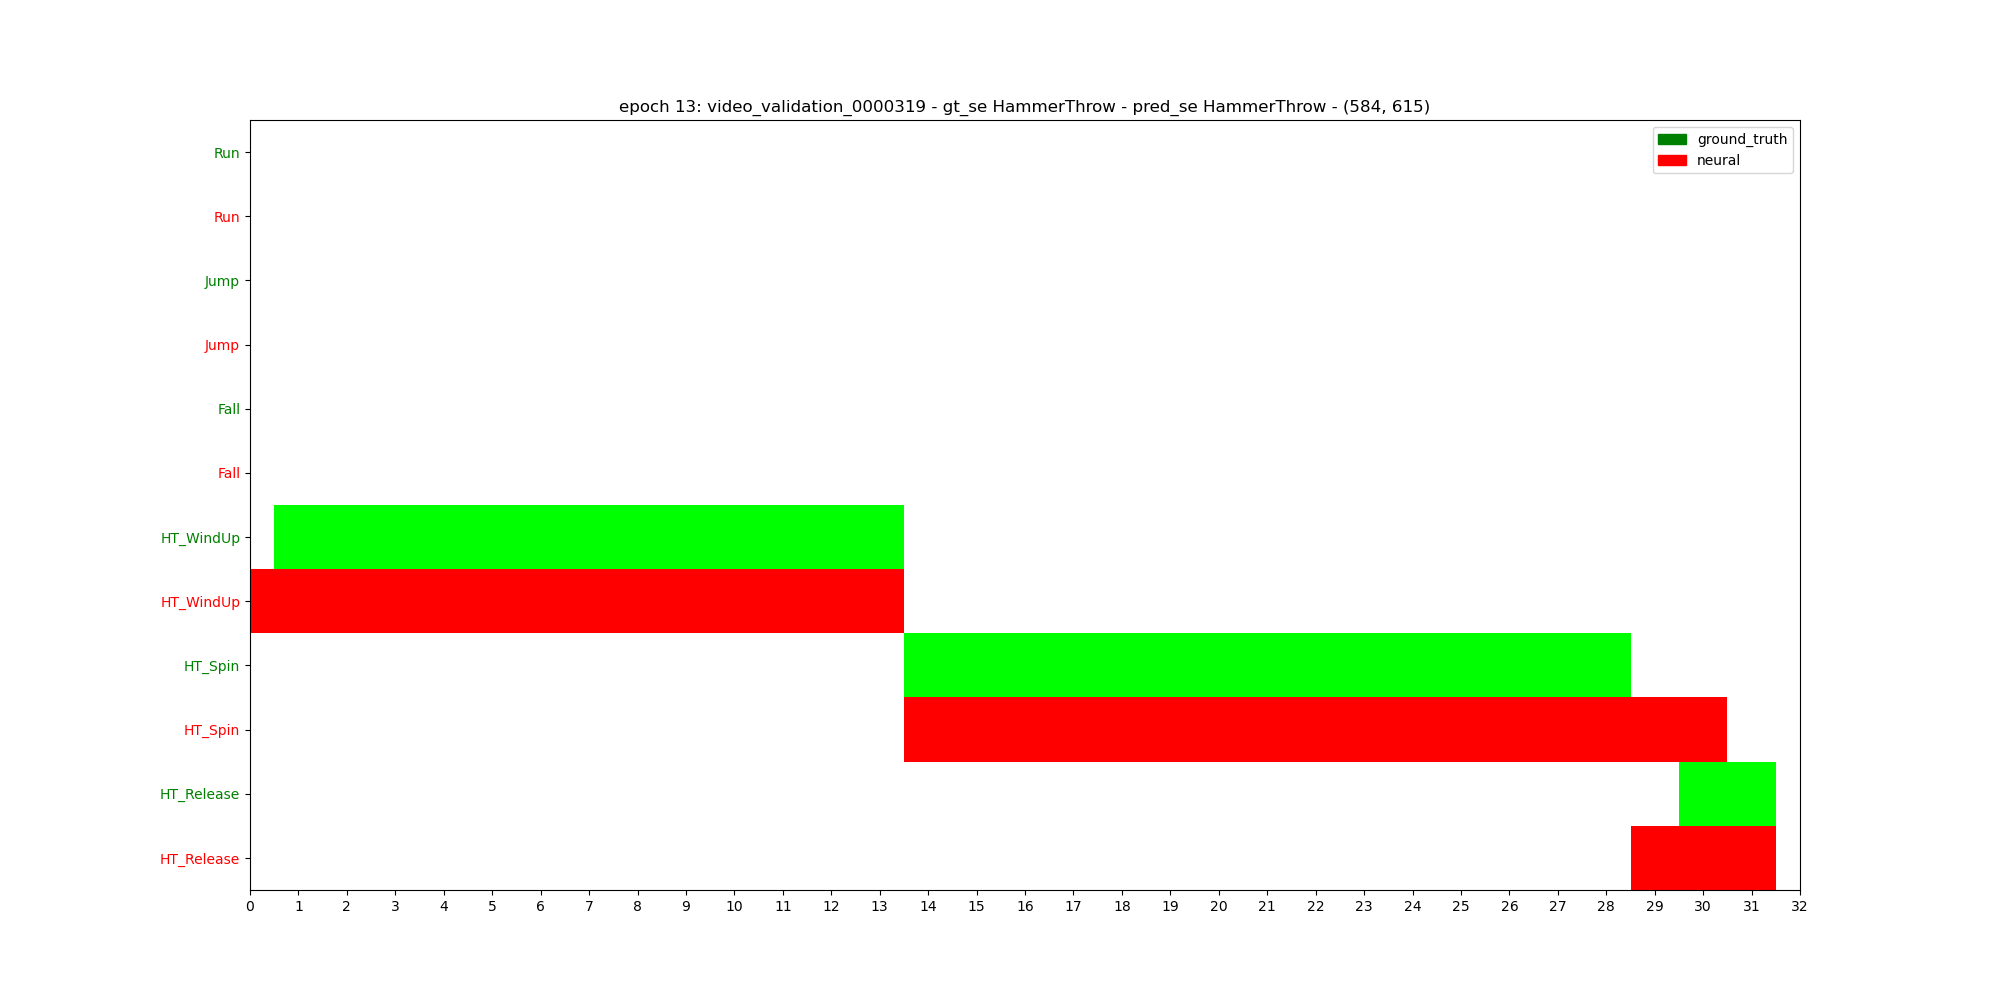 epoch 13: video_validation_0000319 - gt_se HammerThrow - pred_se HammerThrow - (584, 615)
ground_truth
neural
Run
Run
Jump
Jump
Fall
Fall
HT_WindUp
HT_WindUp
HT_Spin
HT_Spin
HT_Release
HT_Release
0 1 2 3 4 5 6 7 8 9 10 11 12 13 14 15 16 17 18 19 20 21 22 23 24 25 26 27 28 29 30 31 32